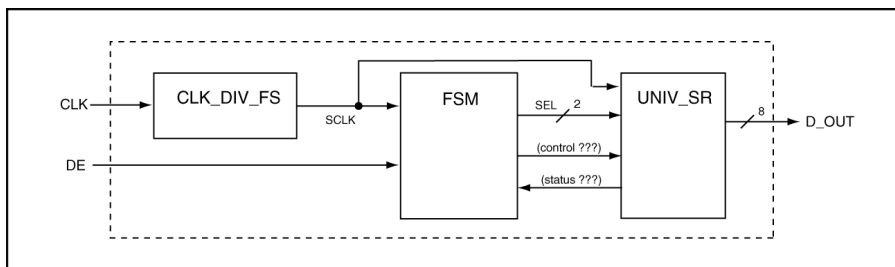 CLK
CLK_DIV_FS
SCLK
FSM
SEL
2
UNIV_SR
8
D_OUT
DE
(control ???)
(status ???)